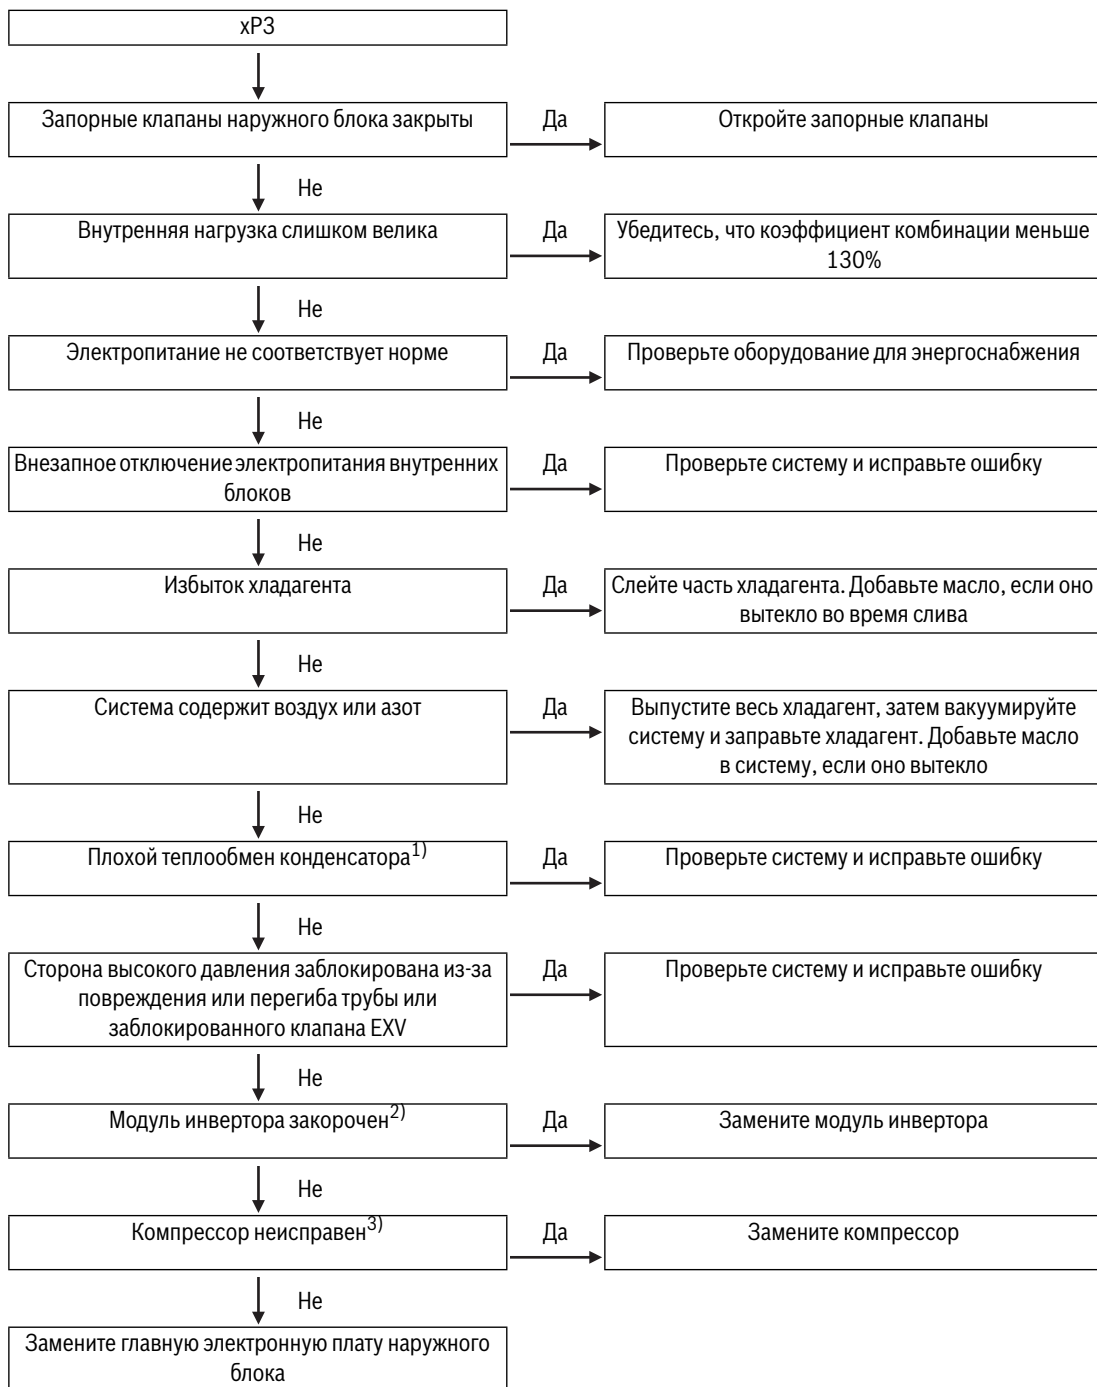 xP3
Запорные клапаны наружного блока закрыты
Да
Откройте запорные клапаны
Не
Внутренняя нагрузка слишком велика
Да
Убедитесь, что коэффициент комбинации меньше
130%
Не
Электропитание не соответствует норме
Да
Проверьте оборудование для энергоснабжения
Не
Внезапное отключение электропитания внутренних
блоков
Да
Проверьте систему и исправьте ошибку
Не
Избыток хладагента
Да
Слейте часть хладагента. Добавьте масло, если оно
вытекло во время слива
Не
Система содержит воздух или азот
Да
Выпустите весь хладагент, затем вакуумируйте
систему и заправьте хладагент. Добавьте масло
в систему, если оно вытекло
Не
Плохой теплообмен конденсатора1)
Да
Проверьте систему и исправьте ошибку
Не
Сторона высокого давления заблокирована из-за
повреждения или перегиба трубы или
заблокированного клапана EXV
Да
Проверьте систему и исправьте ошибку
Не
Модуль инвертора закорочен2)
Да
Замените модуль инвертора
Не
Компрессор неисправен3)
Да
Замените компрессор
Не
Замените главную электронную плату наружного
блока